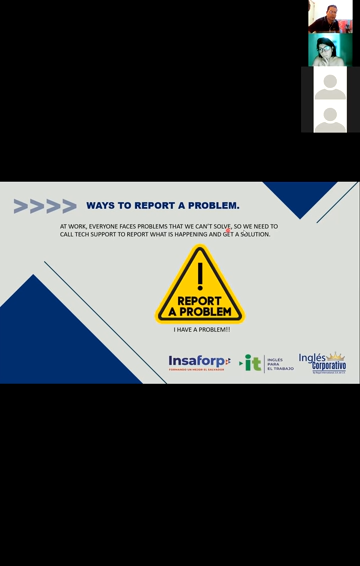 >>>> WAYS TO REPORT A PROBLEM.
AT WORK, EVERYONE FACES PROBLEMS THAT WE CAN'T SOLVE, SO WE NEED TO
CALL TECH SUPPORT TO REPORT WHAT IS HAPPENING AND GET A SOLUTION.
!
REPORT
A PROBLEM
I HAVE A PROBLEM!!
Insaforp
it
INGLÉS
PARA
EL TRABAJO
Inglés
Corporativo